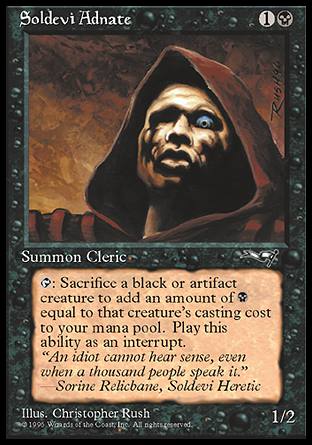 Soldevi Adnate 1
RUSH 96
Summon Cleric
: Sacrifice a black or artifact
creature to add an amount of
equal to that creature's casting cost
to your mana pool. Play this
ability as an interrupt.
"An idiot cannot hear sense, even
when a thousand people speak it."
—Sorine Relicbane, Soldevi Heretic
Illus. Christopher Rush 1/2
© 1996 Wizards of the Coast, Inc. All rights reserved.